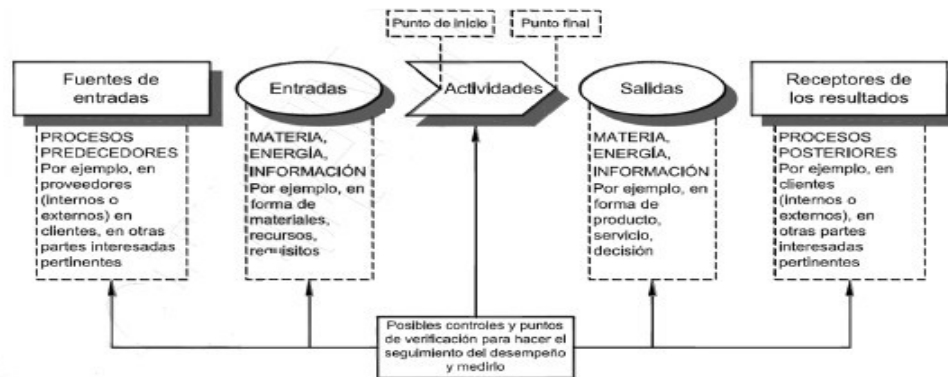 Punto de inicio
Punto final
Fuentes de
entradas
Entradas
Actividades
Salidas
Receptores de
los resultados
PROCESOS
PREDECEDORES
Por ejemplo, en
proveedores
(internos o
externos) en
clientes, en otras
partes interesadas
pertinentes
MATERIA,
ENERGÍA,
INFORMACIÓN
Por ejemplo, en
forma de
materiales,
recursos,
requisitos
MATERIA,
ENERGÍA,
INFORMACIÓN
Por ejemplo, en
forma de
producto,
servicio,
decisión
PROCESOS
POSTERIORES
Por ejemplo, en
clientes
(internos o
externos), en
otras partes
interesadas
pertinentes
Posibles controles y puntos
de verificación para hacer el
seguimiento del desempeño
y medirlo